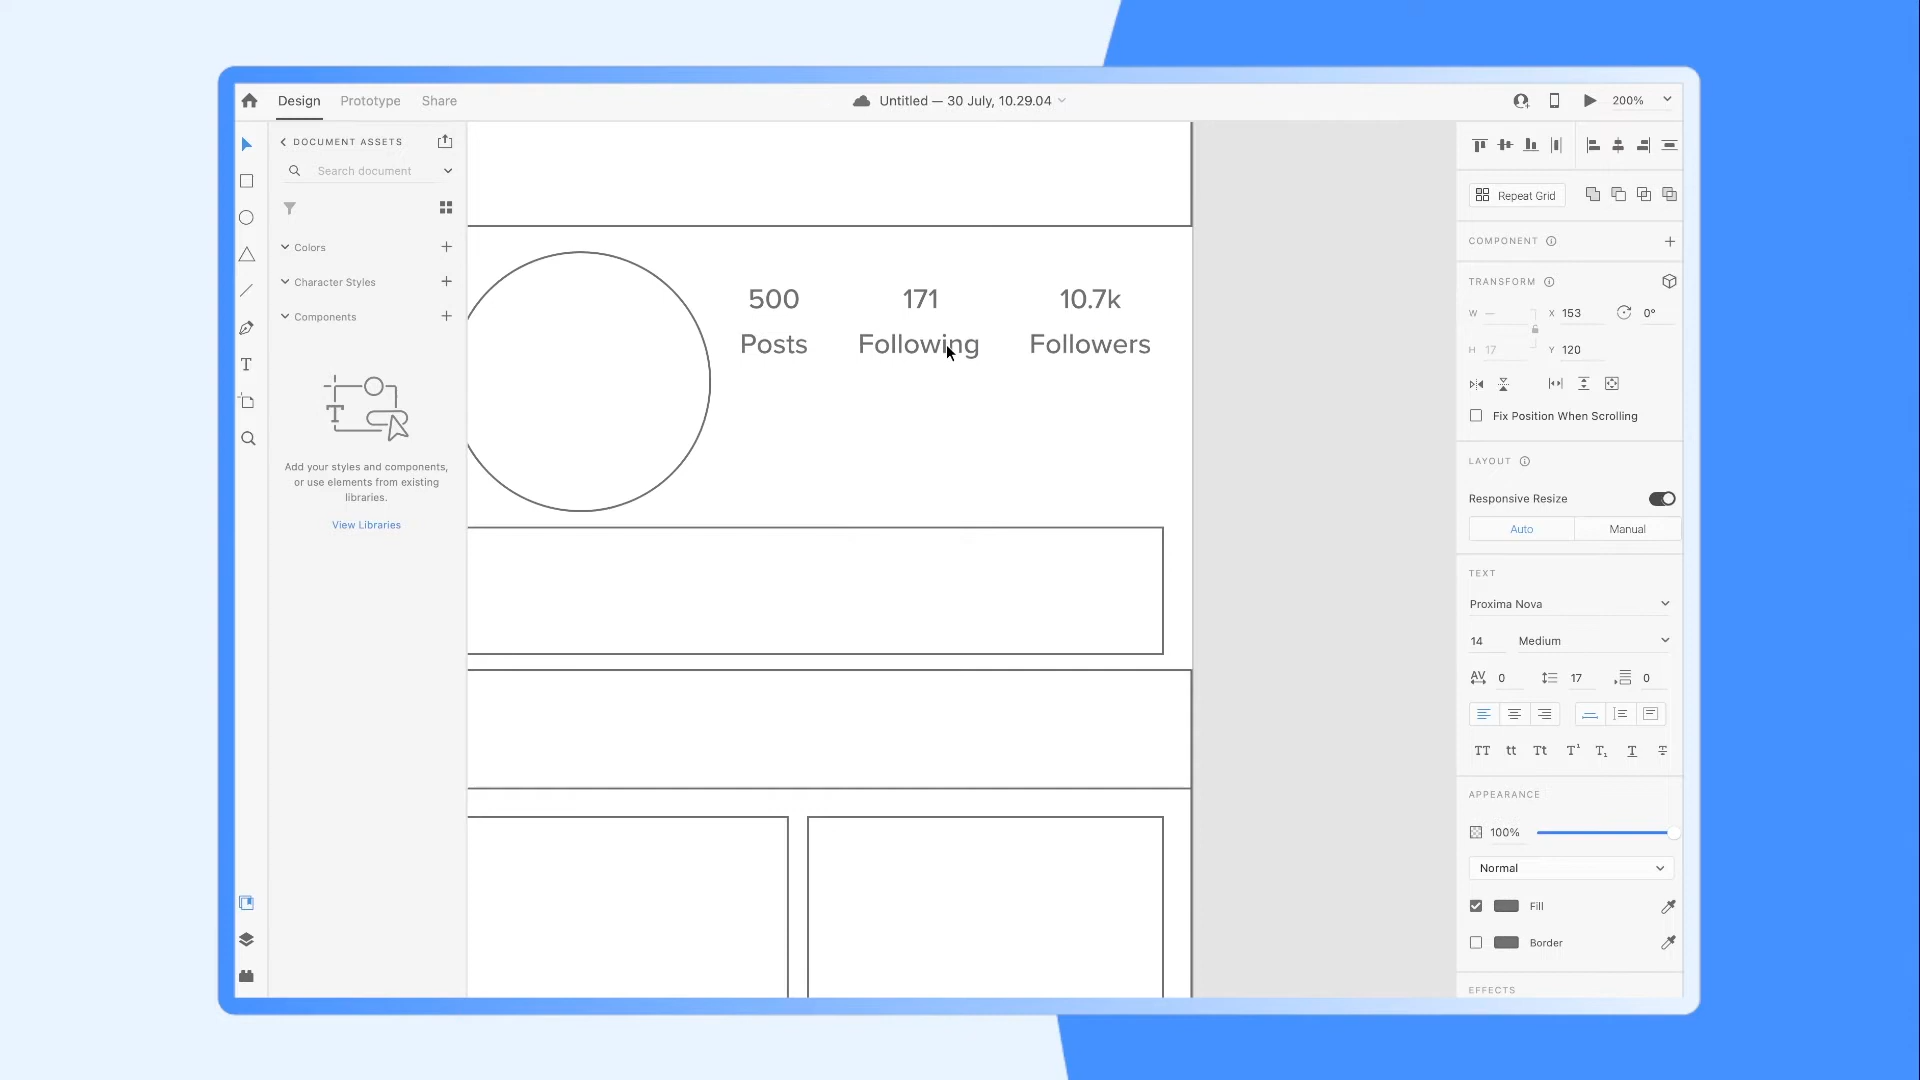 Design Prototype Share
Untitled — 30 July, 10.29.04
200%
DOCUMENT ASSETS
Search document
Colors
Character Styles
Components
Add your styles and components,
or use elements from existing
libraries.
View Libraries
500 171 10.7k
Posts Following Followers
Repeat Grid
COMPONENT
TRANSFORM
W — X 153 0°
H 17 Y 120
Fix Position When Scrolling
LAYOUT
Responsive Resize
Auto Manual
TEXT
Proxima Nova
14 Medium
AV 0 17 0
TT tt Tt T¹ T₁ T T
APPEARANCE
100%
Normal
Fill
Border
EFFECTS